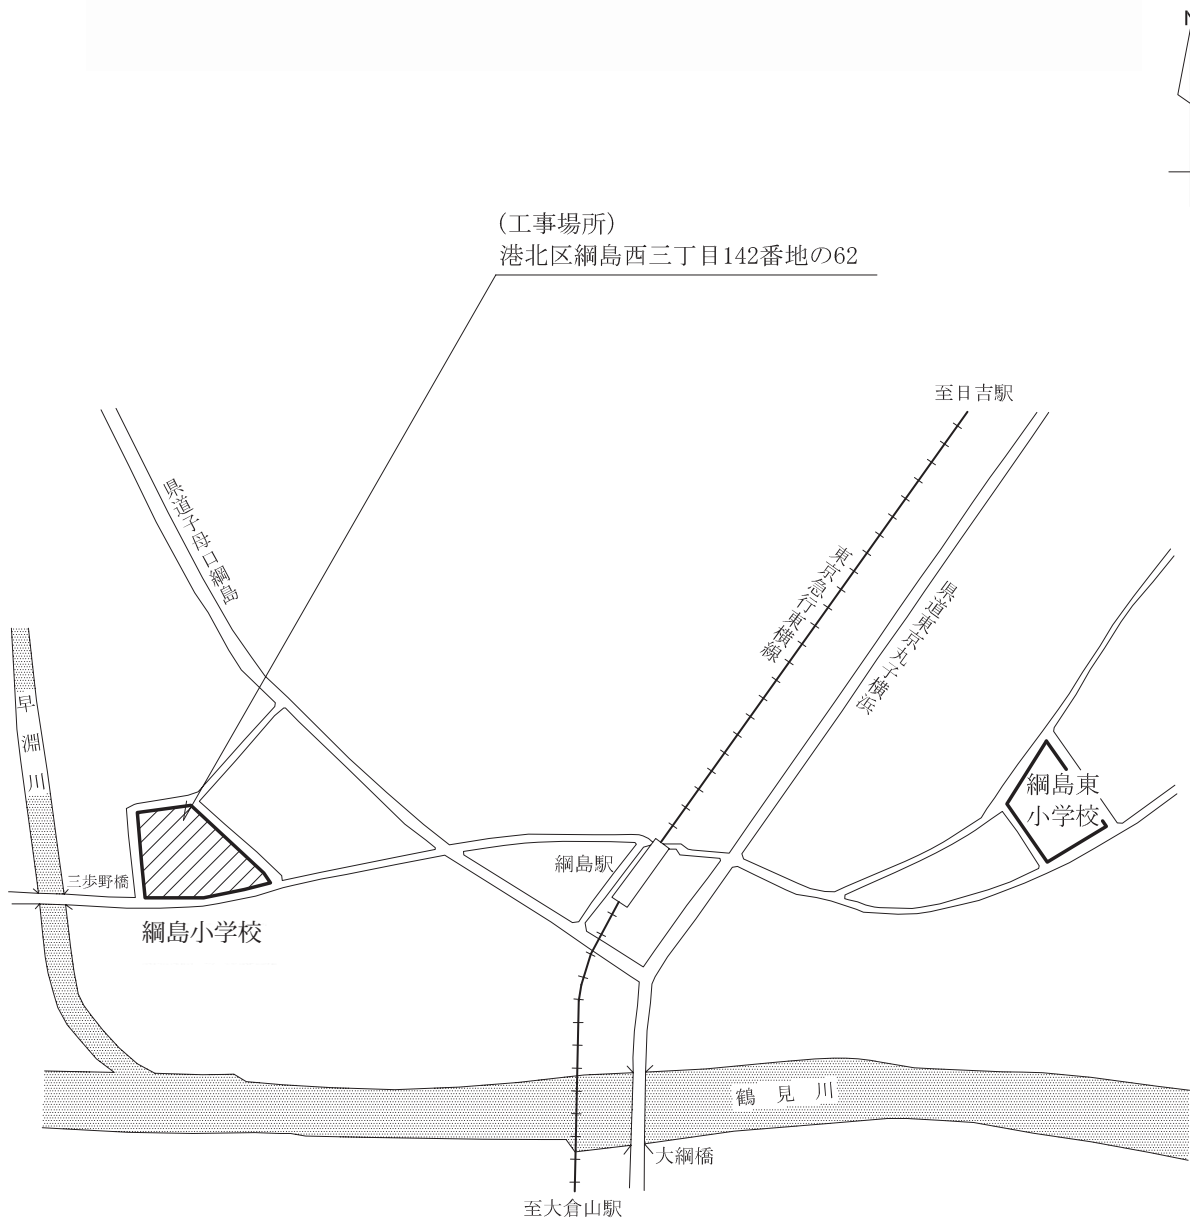 N
(工事場所)
港北区綱島西三丁目142番地の62
至日吉駅
県道子母口綱島
東京急行東横線
県道東京丸子横浜
早淵川
綱島東
小学校
綱島駅
三歩野橋
綱島小学校
鶴見川
大綱橋
至大倉山駅